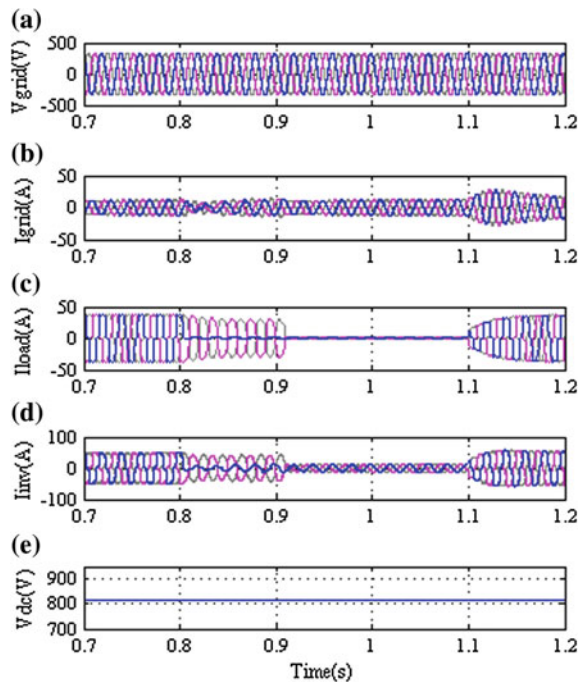 (a)
Vgrid(V)
500
0
-500
0.7 0.8 0.9 1 1.1 1.2
(b)
Igrid(A)
50
0
-50
0.7 0.8 0.9 1 1.1 1.2
(c)
Iload(A)
50
0
-50
0.7 0.8 0.9 1 1.1 1.2
(d)
Iinv(A)
100
0
-100
0.7 0.8 0.9 1 1.1 1.2
(e)
Vdc(V)
900
800
700
0.7 0.8 0.9 1 1.1 1.2
Time(s)